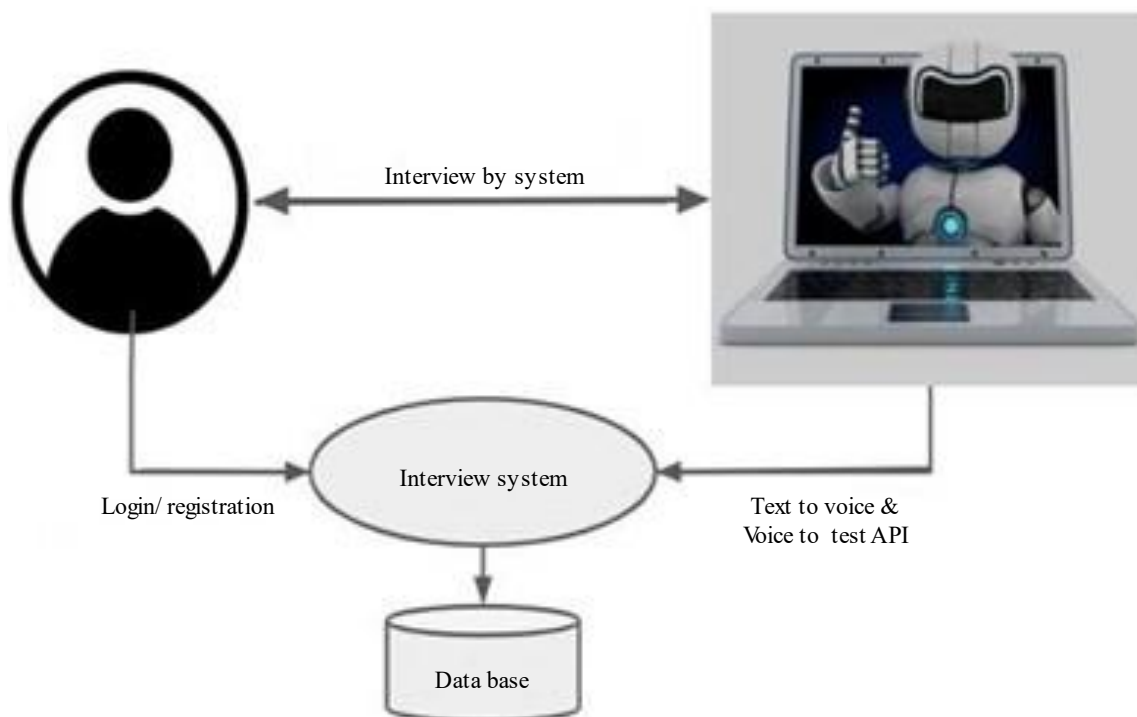 Interview by system
Interview system
Login/ registration
Text to voice &
Voice to test API
Data base